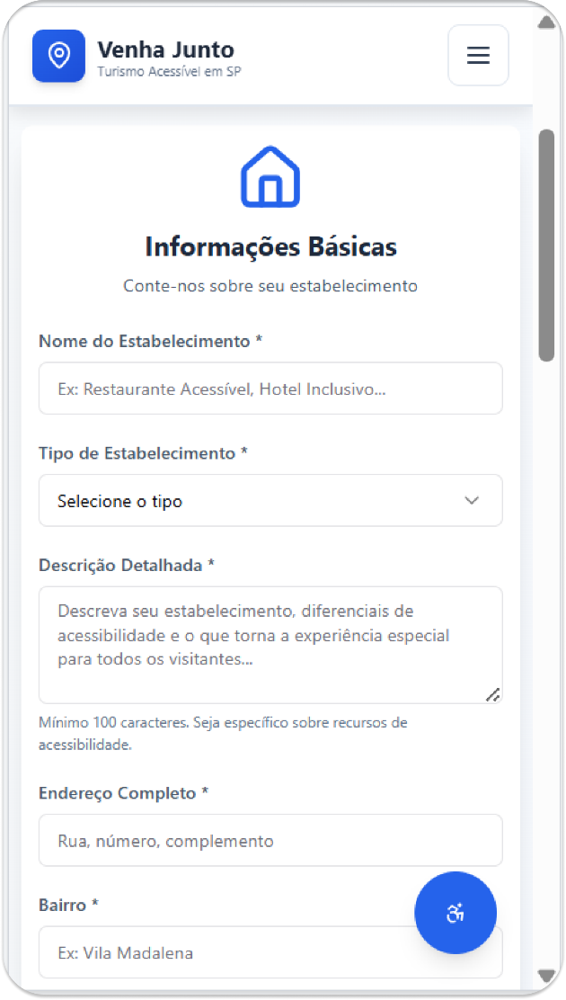 Venha Junto
Turismo Acessível em SP
Informações Básicas
Conte-nos sobre seu estabelecimento
Nome do Estabelecimento *
Ex: Restaurante Acessível, Hotel Inclusivo...
Tipo de Estabelecimento *
Selecione o tipo
Descrição Detalhada *
Descreva seu estabelecimento, diferenciais de
acessibilidade e o que torna a experiência especial
para todos os visitantes...
Mínimo 100 caracteres. Seja específico sobre recursos de
acessibilidade.
Endereço Completo *
Rua, número, complemento
Bairro *
Ex: Vila Madalena